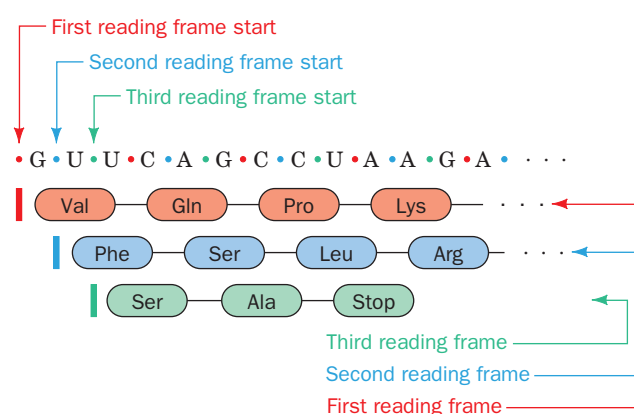 First reading frame start
Second reading frame start
Third reading frame start
• G • U • U • C • A • G • C • C • U • A • A • G • A • · · ·
Val Gln Pro Lys · · ·
Phe Ser Leu Arg · · ·
Ser Ala Stop
Third reading frame
Second reading frame
First reading frame